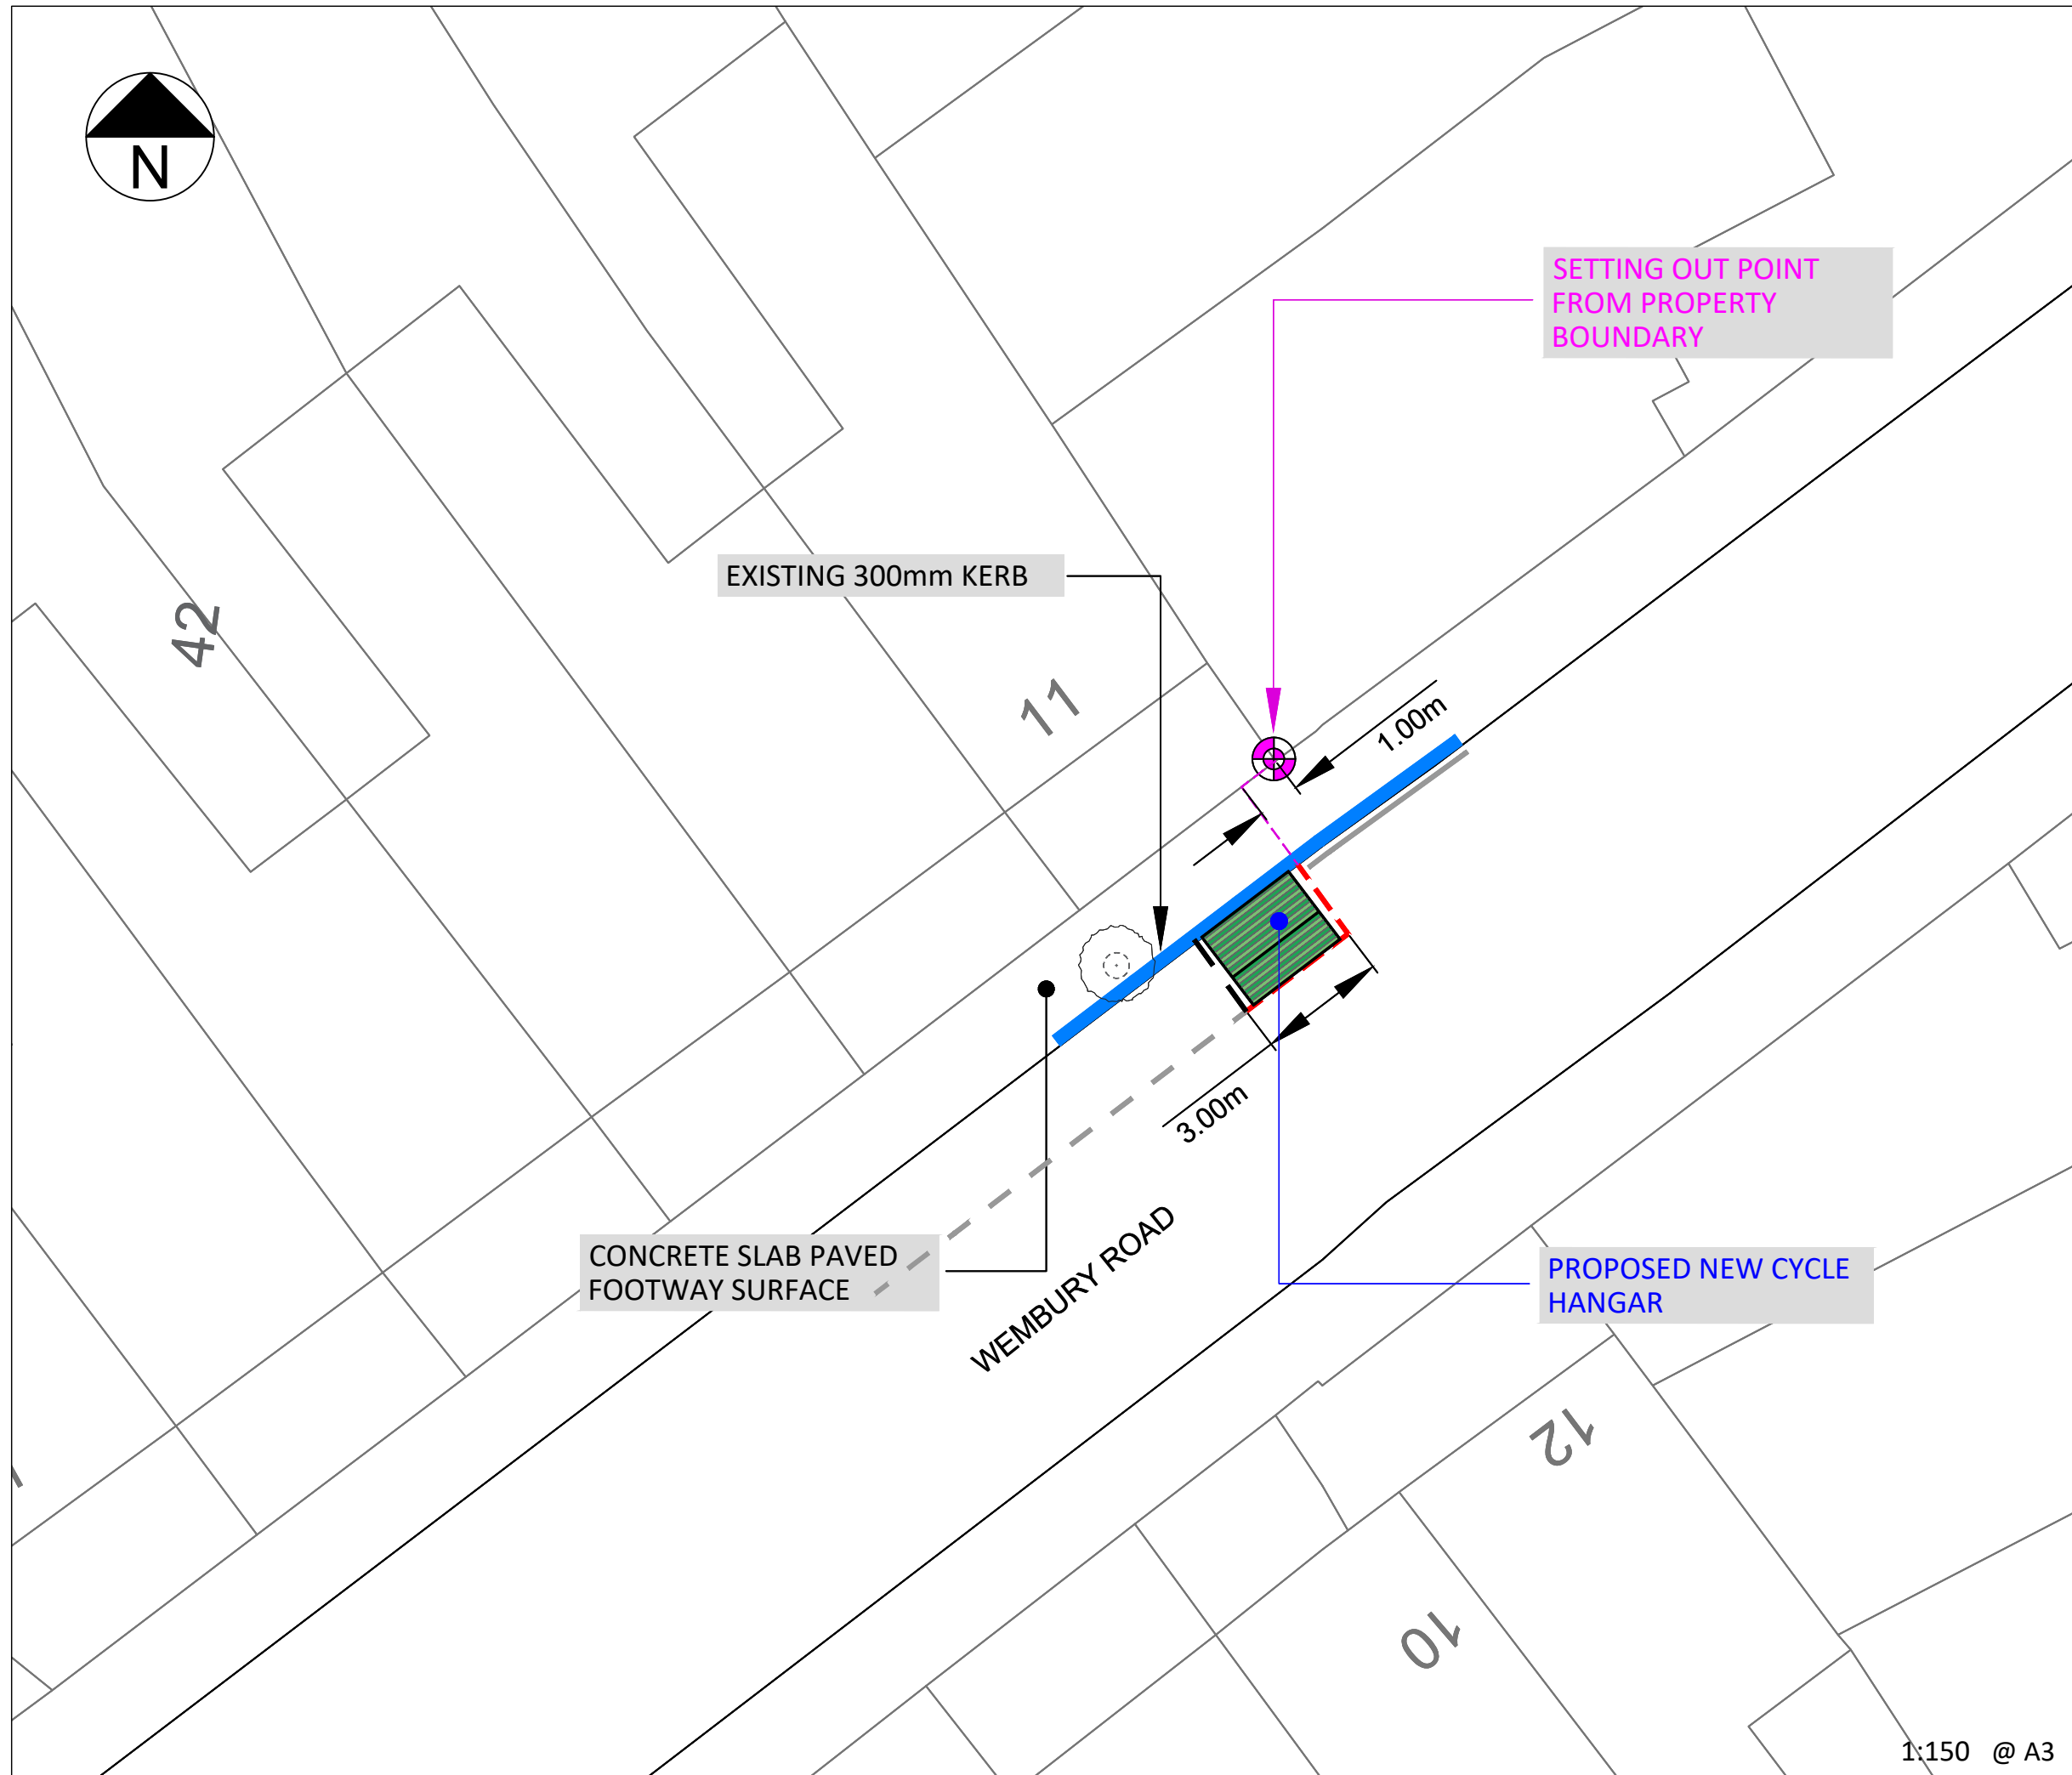 N
SETTING OUT POINT
FROM PROPERTY
BOUNDARY
EXISTING 300mm KERB
42
11
1.00m
3.00m
CONCRETE SLAB PAVED
FOOTWAY SURFACE
WEMBURY ROAD
PROPOSED NEW CYCLE
HANGAR
12
10
1:150 @ A3